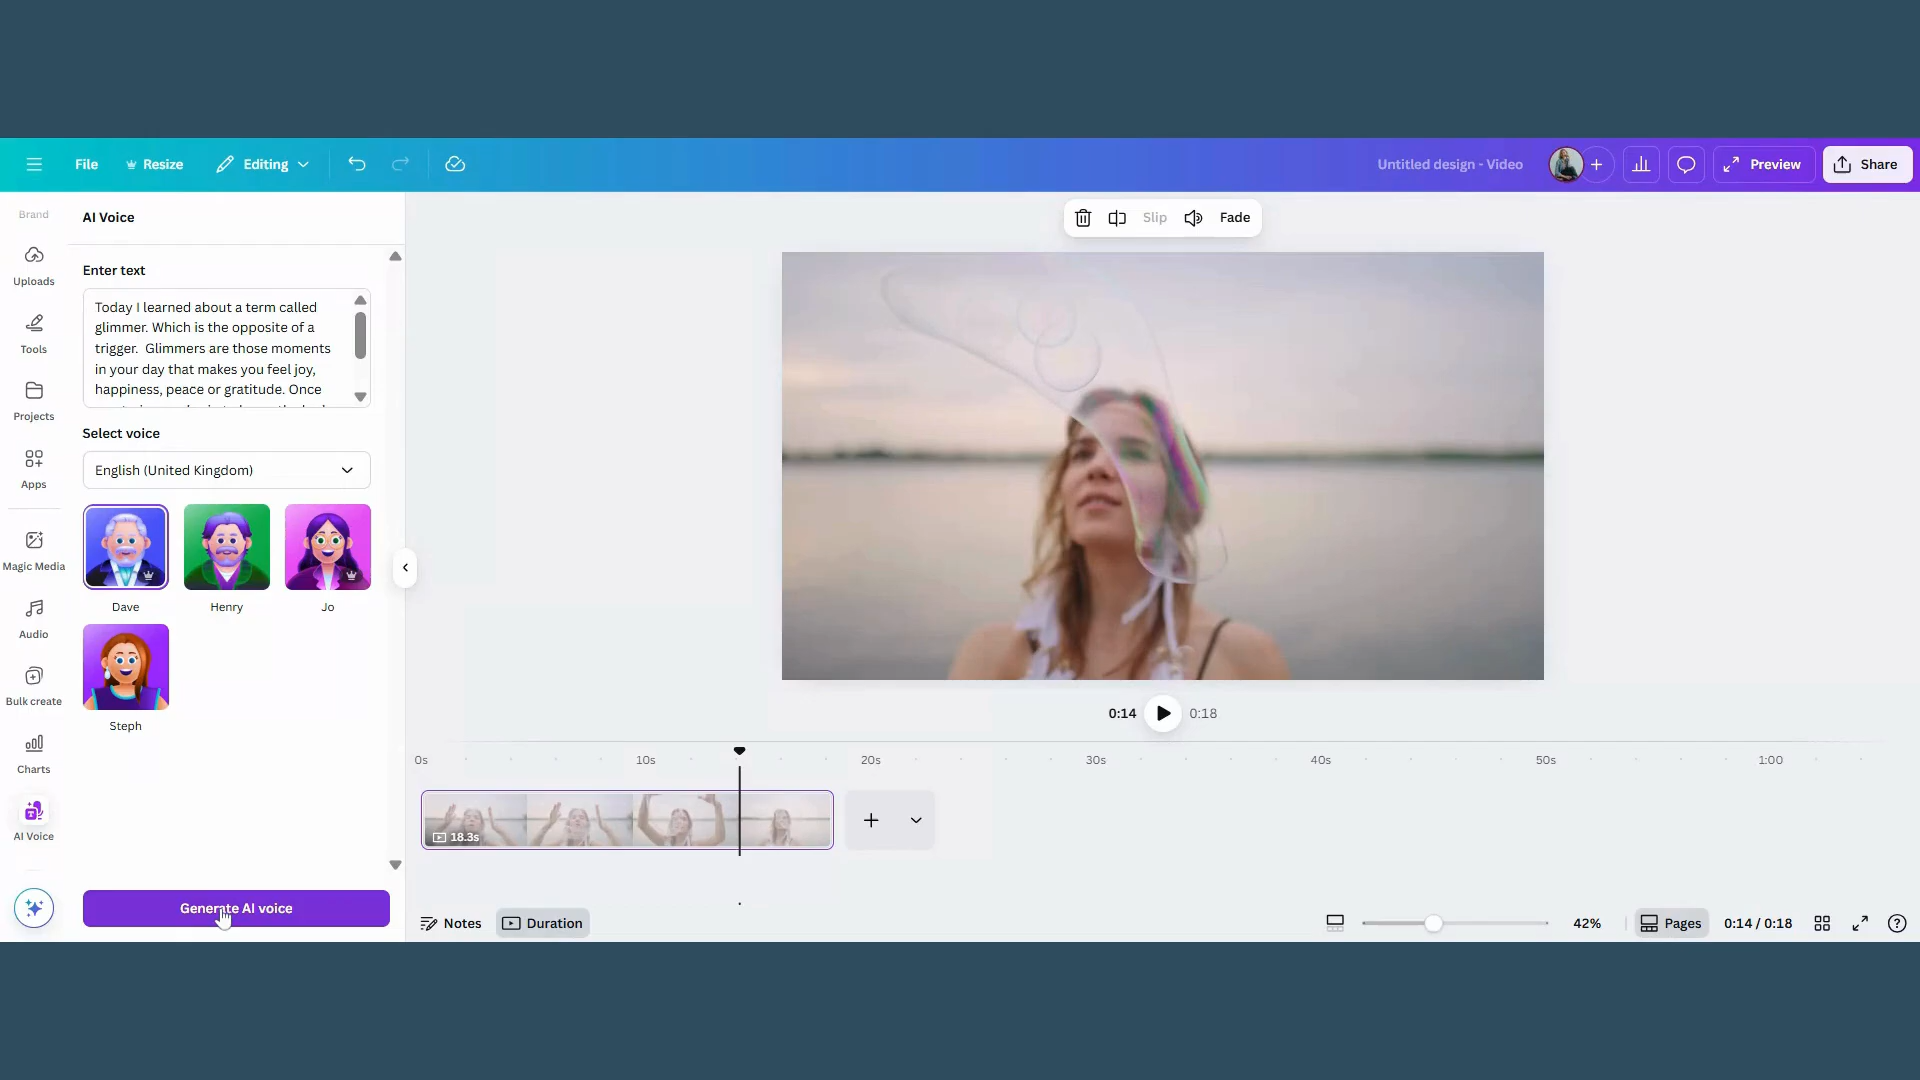 File
Resize
Editing
Untitled design - Video
Preview
Share
Brand
Uploads
Tools
Projects
Apps
Magic Media
Audio
Bulk create
Charts
AI Voice
AI Voice
Enter text
Today I learned about a term called
glimmer. Which is the opposite of a
trigger. Glimmers are those moments
in your day that makes you feel joy,
happiness, peace or gratitude. Once
Select voice
English (United Kingdom)
Dave
Henry
Jo
Steph
Generate AI voice
Slip
Fade
0:14
0:18
0s
10s
20s
30s
40s
50s
1:00
18.3s
Notes
Duration
42%
Pages
0:14 / 0:18